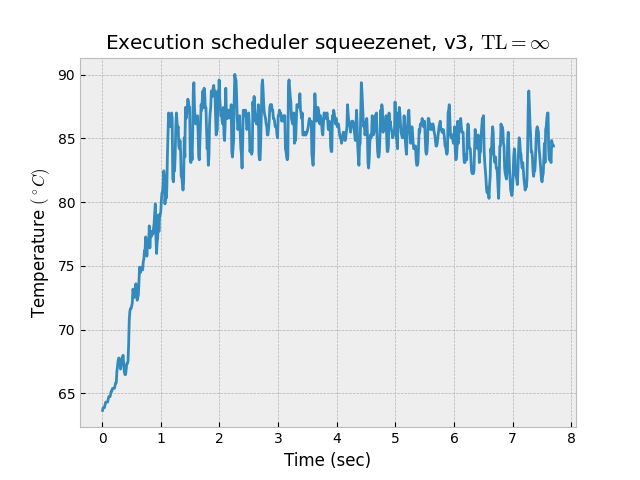 Execution scheduler squeezenet, v3, TL = ∞
90
85
80
75
70
65
Temperature (°C)
0 1 2 3 4 5 6 7 8
Time (sec)